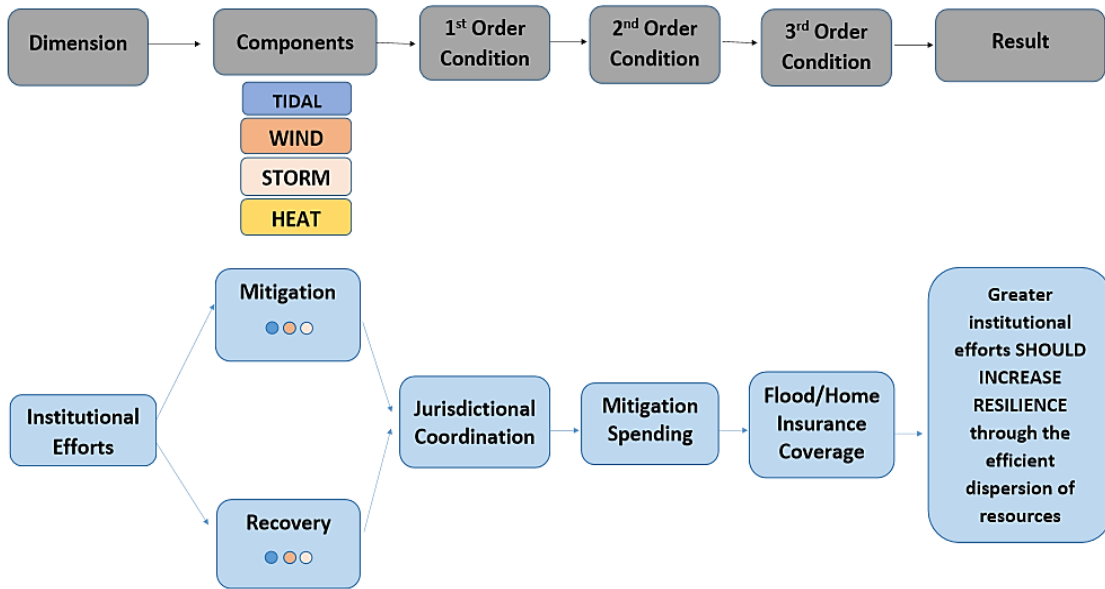 Dimension
Components
1st Order
Condition
2nd Order
Condition
3rd Order
Condition
Result
TIDAL
WIND
STORM
HEAT
Institutional
Efforts
Mitigation
Recovery
Jurisdictional
Coordination
Mitigation
Spending
Flood/Home
Insurance
Coverage
Greater
institutional
efforts SHOULD
INCREASE
RESILIENCE
through the
efficient
dispersion of
resources